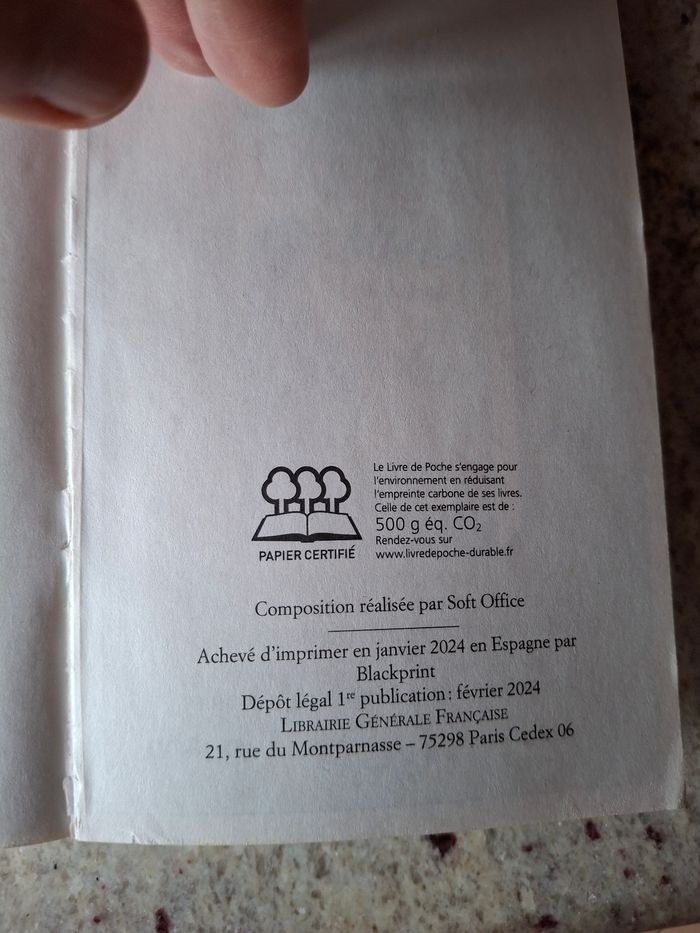 Le Livre de Poche s'engage pour
l'environnement en réduisant
l'empreinte carbone de ses livres.
Celle de cet exemplaire est de :
500 g éq. CO₂
Rendez-vous sur
www.livredepoche-durable.fr
PAPIER CERTIFIÉ
Composition réalisée par Soft Office
Achevé d'imprimer en janvier 2024 en Espagne par
Blackprint
Dépôt légal 1re publication : février 2024
LIBRAIRIE GÉNÉRALE FRANÇAISE
21, rue du Montparnasse – 75298 Paris Cedex 06